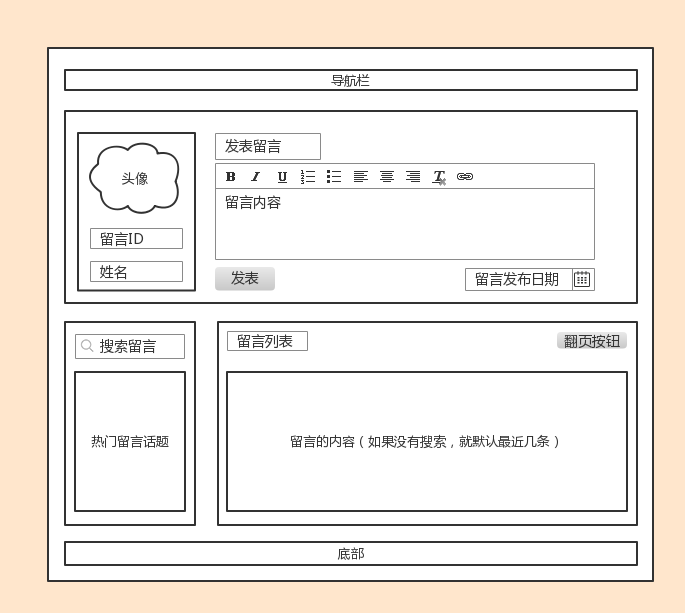 导航栏
头像
留言ID
姓名
发表留言
B I U T
留言内容
发表
留言发布日期
搜索留言
热门留言话题
留言列表
翻页按钮
留言的内容（如果没有搜索，就默认最近几条）
底部